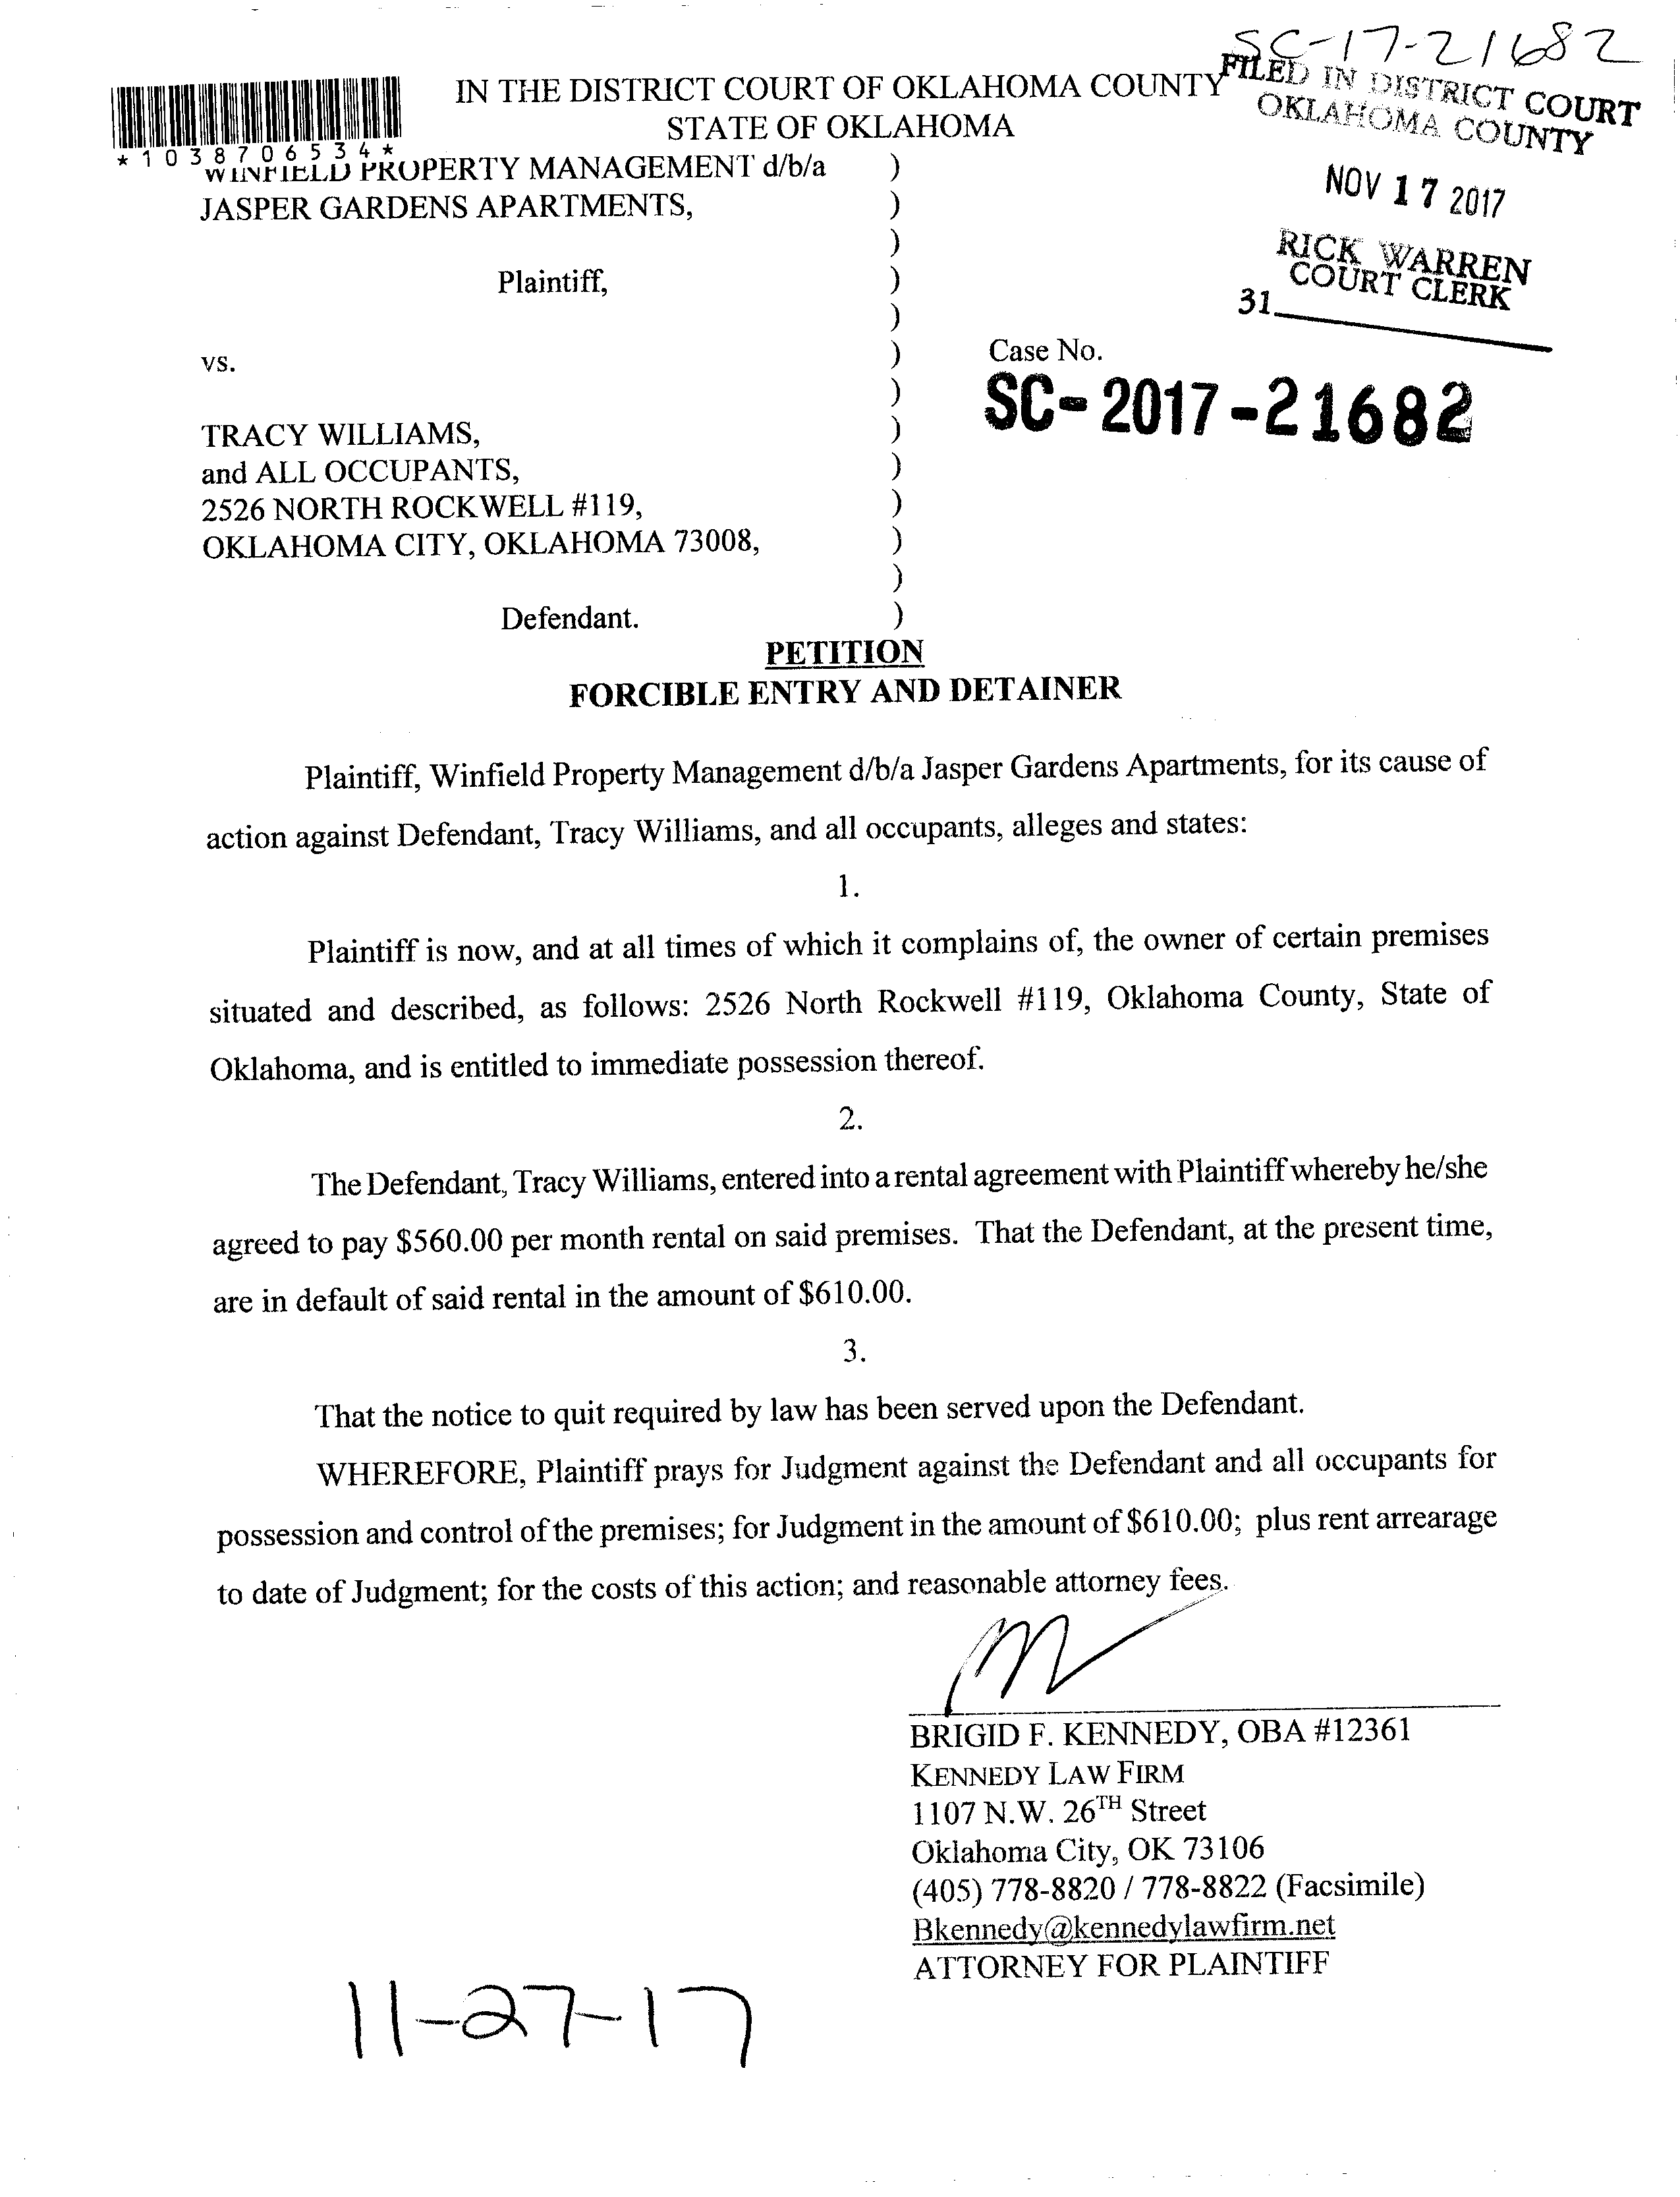 SC-17-21682
FILED IN DISTRICT COURT
OKLAHOMA COUNTY
NOV 17 2017
RICK WARREN
COURT CLERK
31
*1038706534*
IN THE DISTRICT COURT OF OKLAHOMA COUNTY
STATE OF OKLAHOMA
WINFIELD PROPERTY MANAGEMENT d/b/a )
JASPER GARDENS APARTMENTS, )
)
Plaintiff, )
)
vs. ) Case No.
) SC-2017-21682
TRACY WILLIAMS, )
and ALL OCCUPANTS, )
2526 NORTH ROCKWELL #119, )
OKLAHOMA CITY, OKLAHOMA 73008, )
)
Defendant. )
PETITION
FORCIBLE ENTRY AND DETAINER
Plaintiff, Winfield Property Management d/b/a Jasper Gardens Apartments, for its cause of
action against Defendant, Tracy Williams, and all occupants, alleges and states:
1.
Plaintiff is now, and at all times of which it complains of, the owner of certain premises
situated and described, as follows: 2526 North Rockwell #119, Oklahoma County, State of
Oklahoma, and is entitled to immediate possession thereof.
2.
The Defendant, Tracy Williams, entered into a rental agreement with Plaintiff whereby he/she
agreed to pay $560.00 per month rental on said premises. That the Defendant, at the present time,
are in default of said rental in the amount of $610.00.
3.
That the notice to quit required by law has been served upon the Defendant.
WHEREFORE, Plaintiff prays for Judgment against the Defendant and all occupants for
possession and control of the premises; for Judgment in the amount of $610.00; plus rent arrearage
to date of Judgment; for the costs of this action; and reasonable attorney fees.
BRIGID F. KENNEDY, OBA #12361
KENNEDY LAW FIRM
1107 N.W. 26TH Street
Oklahoma City, OK 73106
(405) 778-8820 / 778-8822 (Facsimile)
Bkennedy@kennedylawfirm.net
ATTORNEY FOR PLAINTIFF
11-27-17